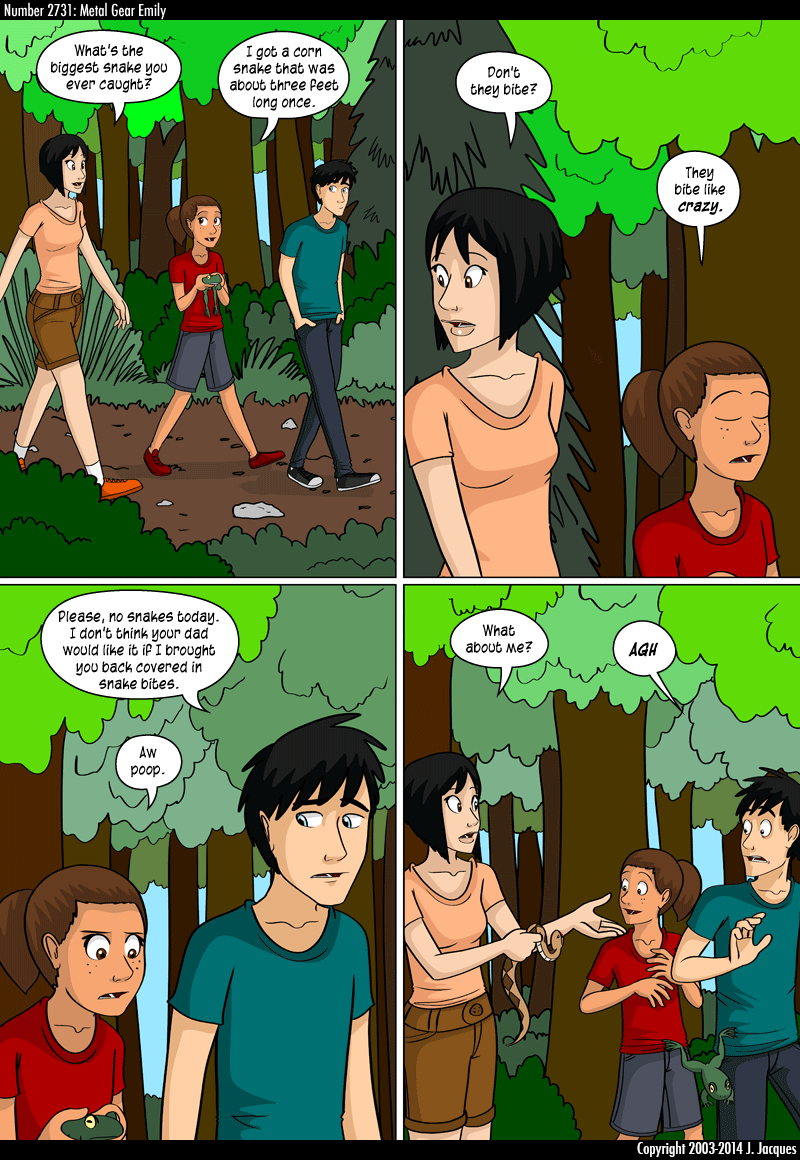 Number 2731: Metal Gear Emily
What's the
biggest snake you
ever caught?
I got a corn
snake that was
about three feet
long once.
Don't
they bite?
They
bite like
crazy.
Please, no snakes today.
I don't think your dad
would like it if I brought
you back covered in
snake bites.
Aw
poop.
What
about me?
AGH
Copyright 2003-2014 J. Jacques